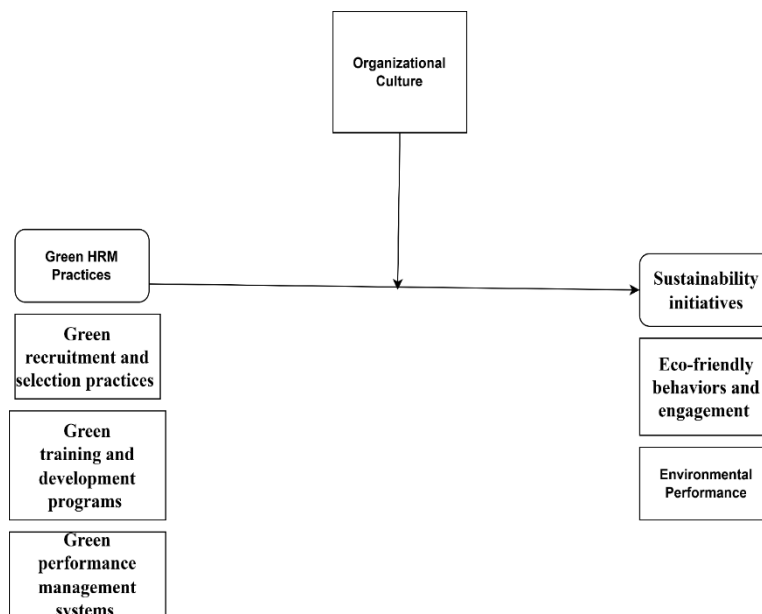 Organizational
Culture
Green HRM
Practices
Sustainability
initiatives
Green
recruitment and
selection practices
Eco-friendly
behaviors and
engagement
Green
training and
development
programs
Environmental
Performance
Green
performance
management
systems